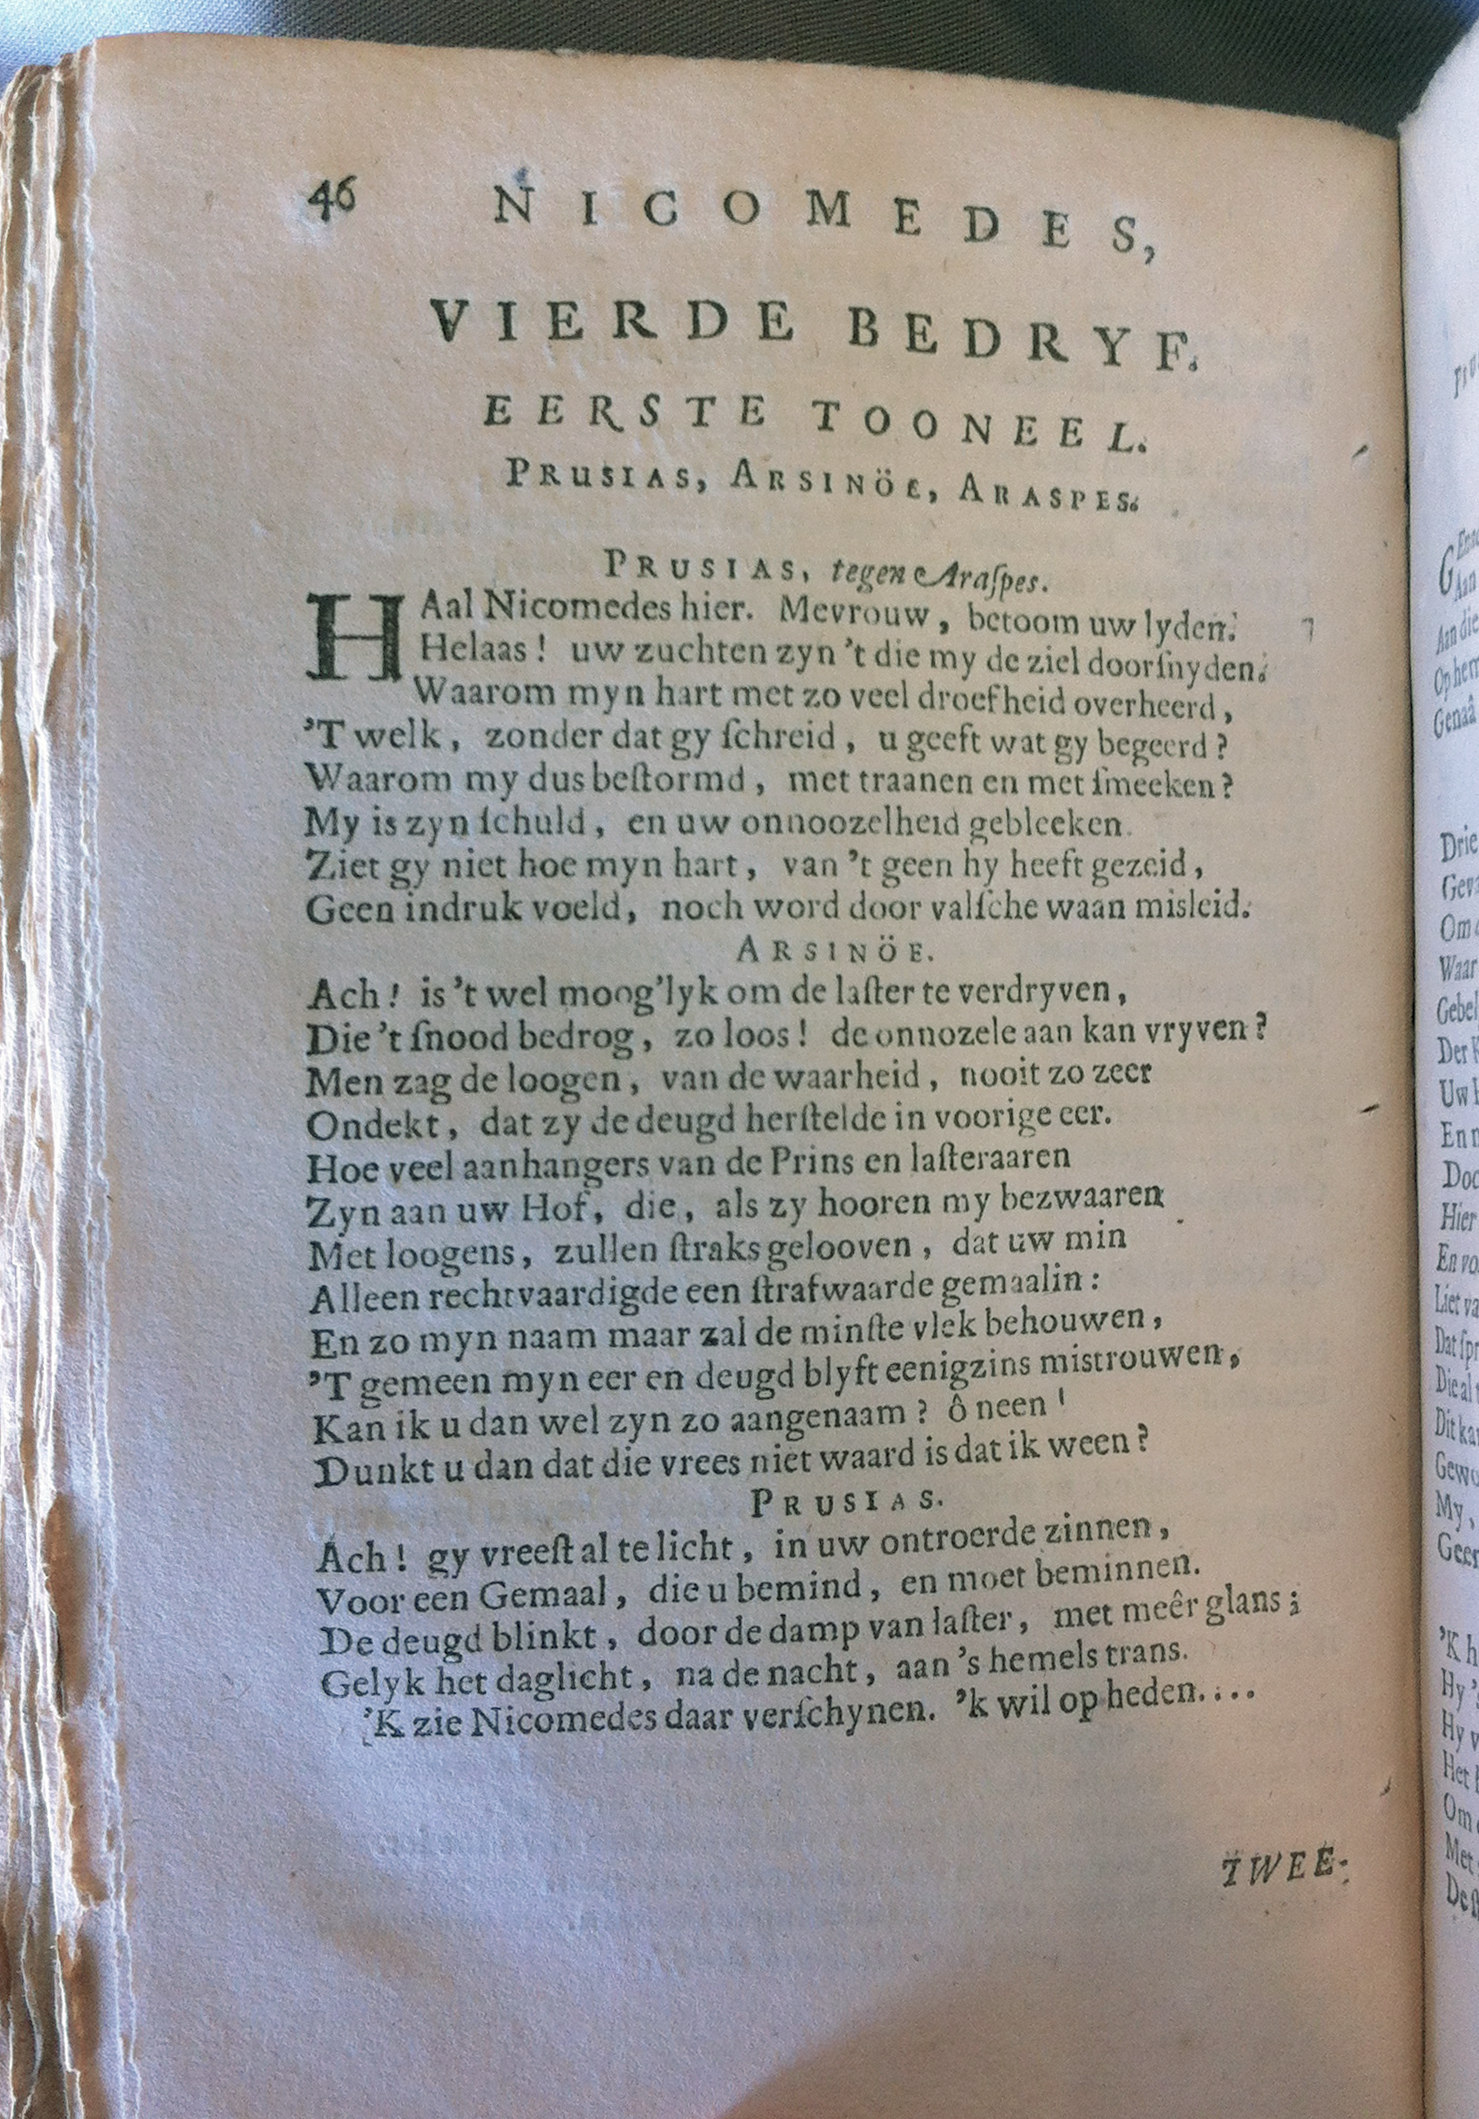 46 NICOMEDES,
VIERDE BEDRYF.
EERSTE TOONEEL.
PRUSIAS, ARSINÖE, ARASPES.
PRUSIAS, tegen Araſpes.
HAal Nicomedes hier. Mevrouw, betoom uw lyden.
Helaas! uw zuchten zyn 't die my de ziel doorſnyden.
Waarom myn hart met zo veel droefheid overheerd,
'T welk, zonder dat gy ſchreid, u geeft wat gy begeerd?
Waarom my dus beſtormd, met traanen en met ſmeeken?
My is zyn ſchuld, en uw onnoozelheid gebleeken.
Ziet gy niet hoe myn hart, van 't geen hy heeft gezeid,
Geen indruk voeld, noch word door valſche waan misleid.
ARSINÖE.
Ach! is 't wel moog'lyk om de laſter te verdryven,
Die 't ſnood bedrog, zo loos! de onnozele aan kan vryven?
Men zag de loogen, van de waarheid, nooit zo zeer
Ondekt, dat zy de deugd herſtelde in voorige eer.
Hoe veel aanhangers van de Prins en laſteraaren
Zyn aan uw Hof, die, als zy hooren my bezwaaren
Met loogens, zullen ſtraks gelooven, dat uw min
Alleen rechtvaardigde een ſtrafwaarde gemaalin:
En zo myn naam maar zal de minſte vlek behouwen,
'T gemeen myn eer en deugd blyft eenigzins mistrouwen,
Kan ik u dan wel zyn zo aangenaam? ô neen!
Dunkt u dan dat die vrees niet waard is dat ik ween?
PRUSIAS.
Ach! gy vreeſt al te licht, in uw ontroerde zinnen,
Voor een Gemaal, die u bemind, en moet beminnen.
De deugd blinkt, door de damp van laſter, met meêr glans;
Gelyk het daglicht, na de nacht, aan 's hemels trans.
'K zie Nicomedes daar verſchynen. 'k wil op heden....
TWEE-